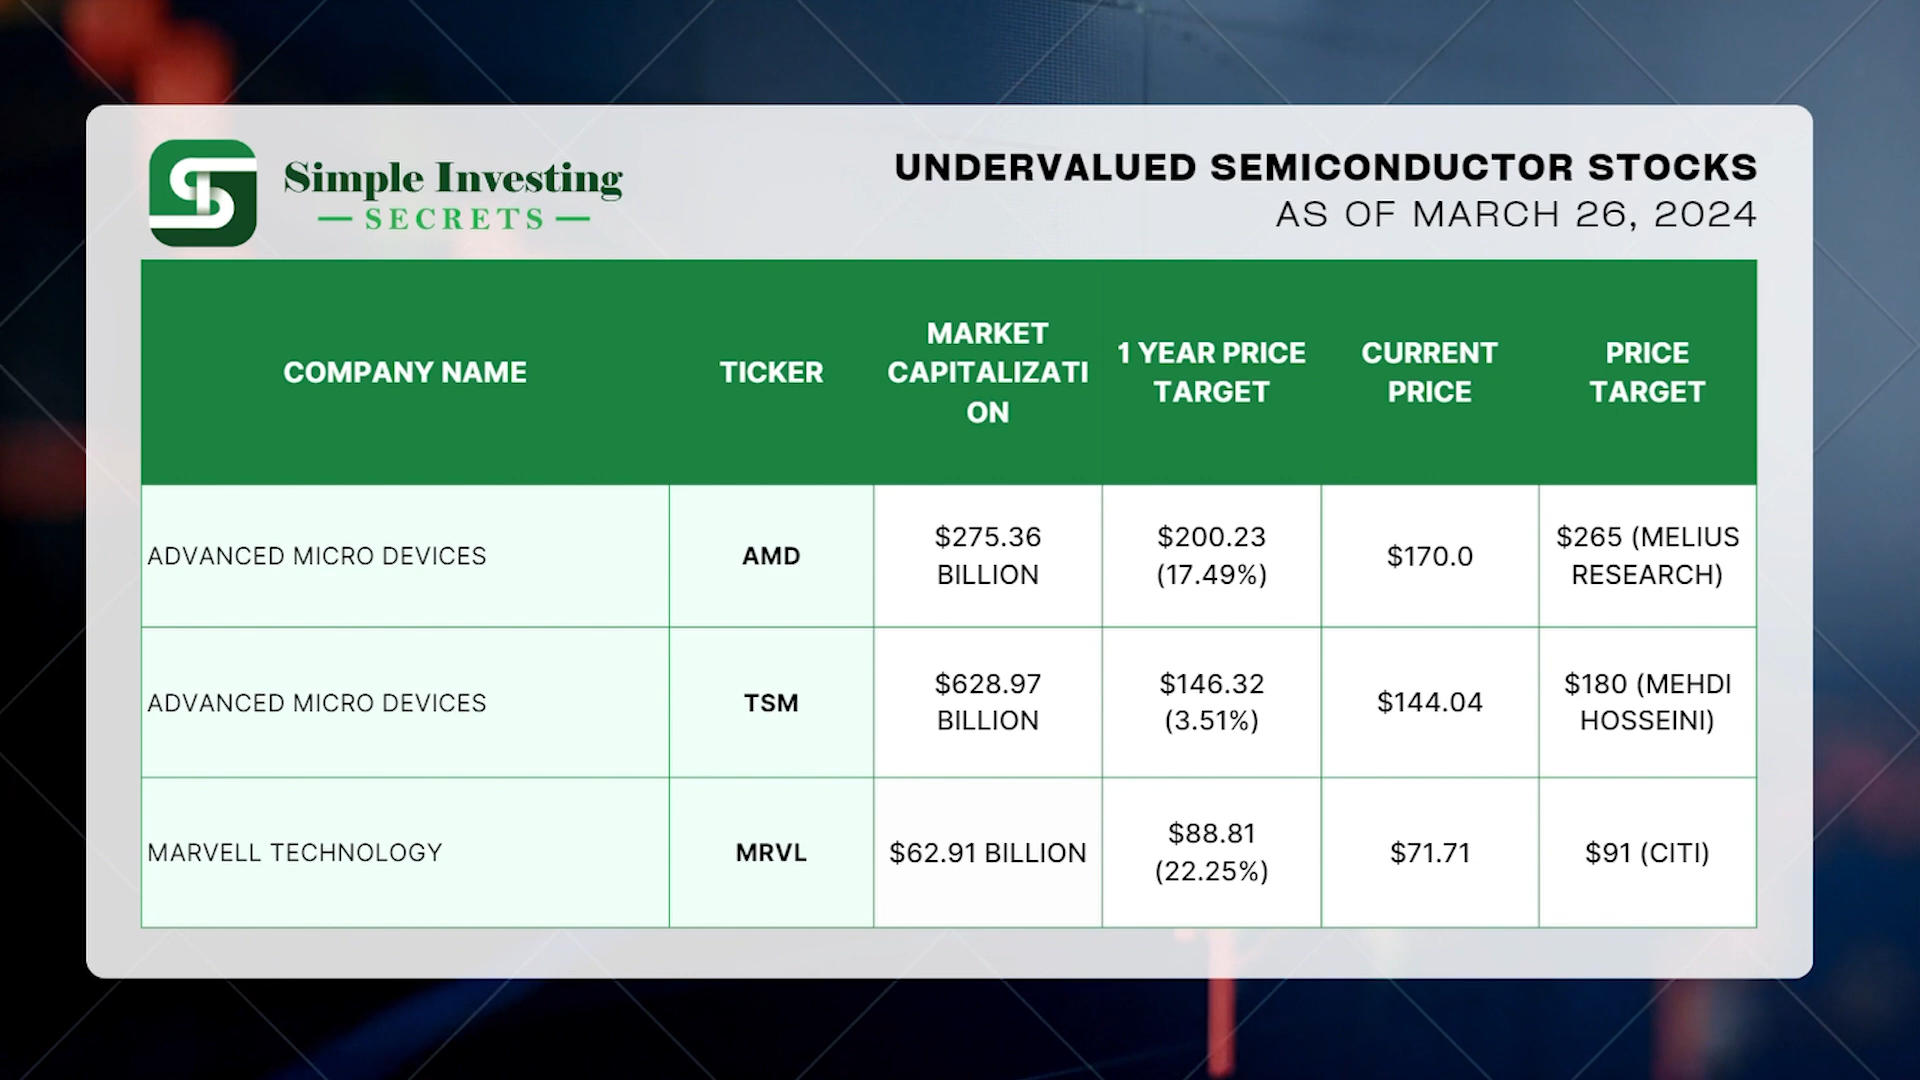 Simple Investing
SECRETS
UNDERVALUED SEMICONDUCTOR STOCKS
AS OF MARCH 26, 2024
COMPANY NAME
TICKER
MARKET
CAPITALIZATI
ON
1 YEAR PRICE
TARGET
CURRENT
PRICE
PRICE
TARGET
ADVANCED MICRO DEVICES
AMD
$275.36
BILLION
$200.23
(17.49%)
$170.0
$265 (MELIUS
RESEARCH)
ADVANCED MICRO DEVICES
TSM
$628.97
BILLION
$146.32
(3.51%)
$144.04
$180 (MEHDI
HOSSEINI)
MARVELL TECHNOLOGY
MRVL
$62.91 BILLION
$88.81
(22.25%)
$71.71
$91 (CITI)